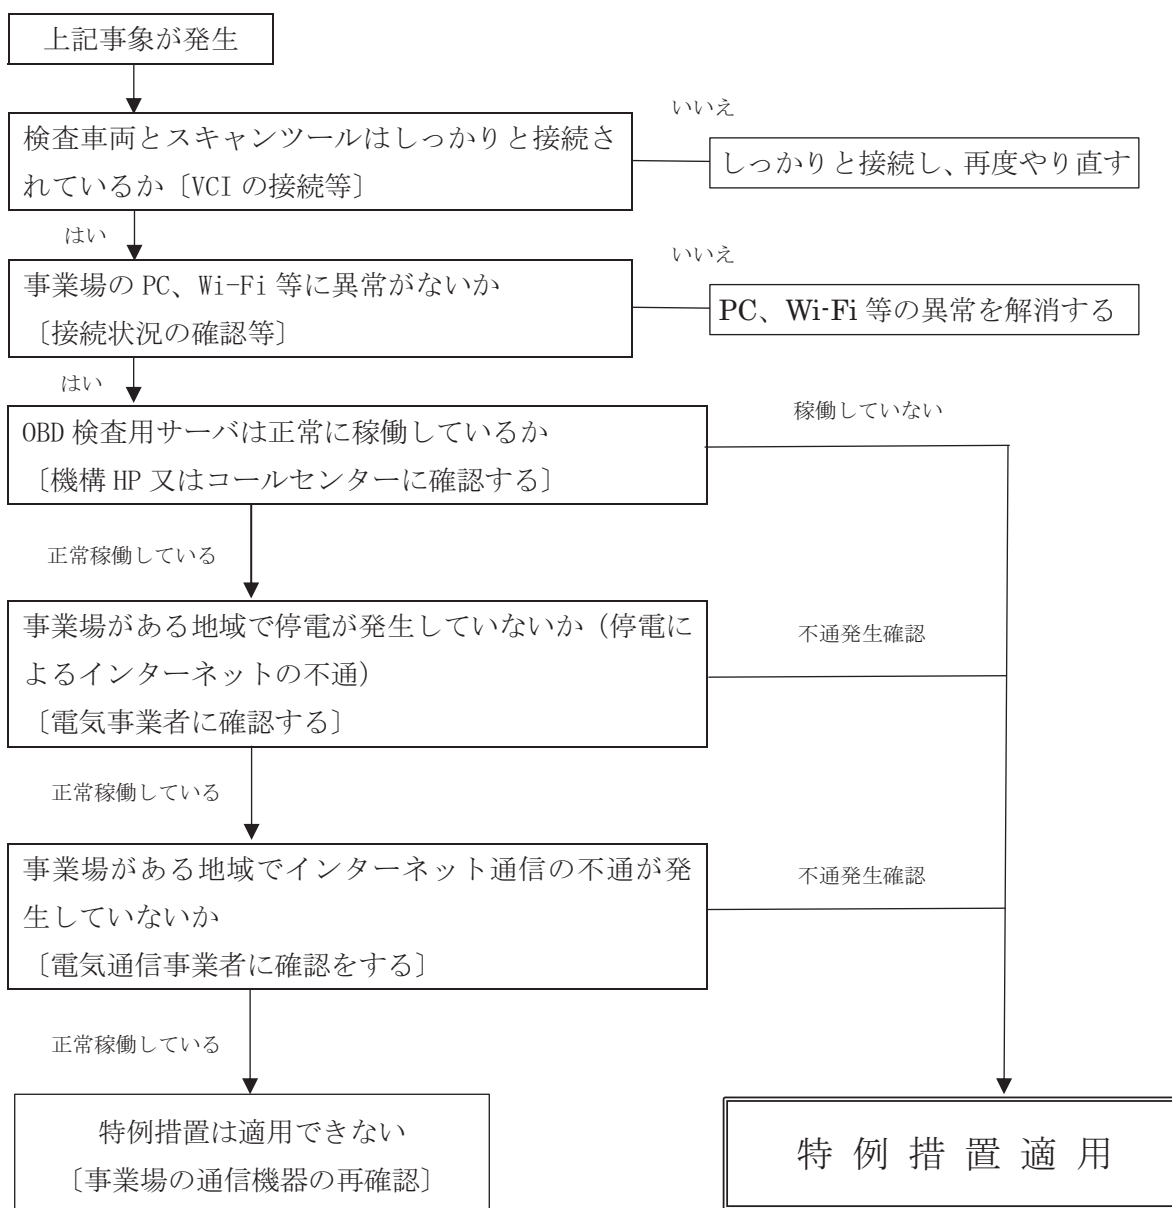 上記事象が発生
いいえ
検査車両とスキャンツールはしっかりと接続さ
れているか〔VCI の接続等〕
しっかりと接続し、再度やり直す
はい
いいえ
事業場の PC、Wi-Fi 等に異常がないか
〔接続状況の確認等〕
PC、Wi-Fi 等の異常を解消する
はい
稼働していない
OBD 検査用サーバは正常に稼働しているか
〔機構 HP 又はコールセンターに確認する〕
正常稼働している
事業場がある地域で停電が発生していないか（停電に
よるインターネットの不通）
〔電気事業者に確認する〕
不通発生確認
正常稼働している
事業場がある地域でインターネット通信の不通が発
生していないか
〔電気通信事業者に確認をする〕
不通発生確認
正常稼働している
特例措置は適用できない
〔事業場の通信機器の再確認〕
特例措置適用